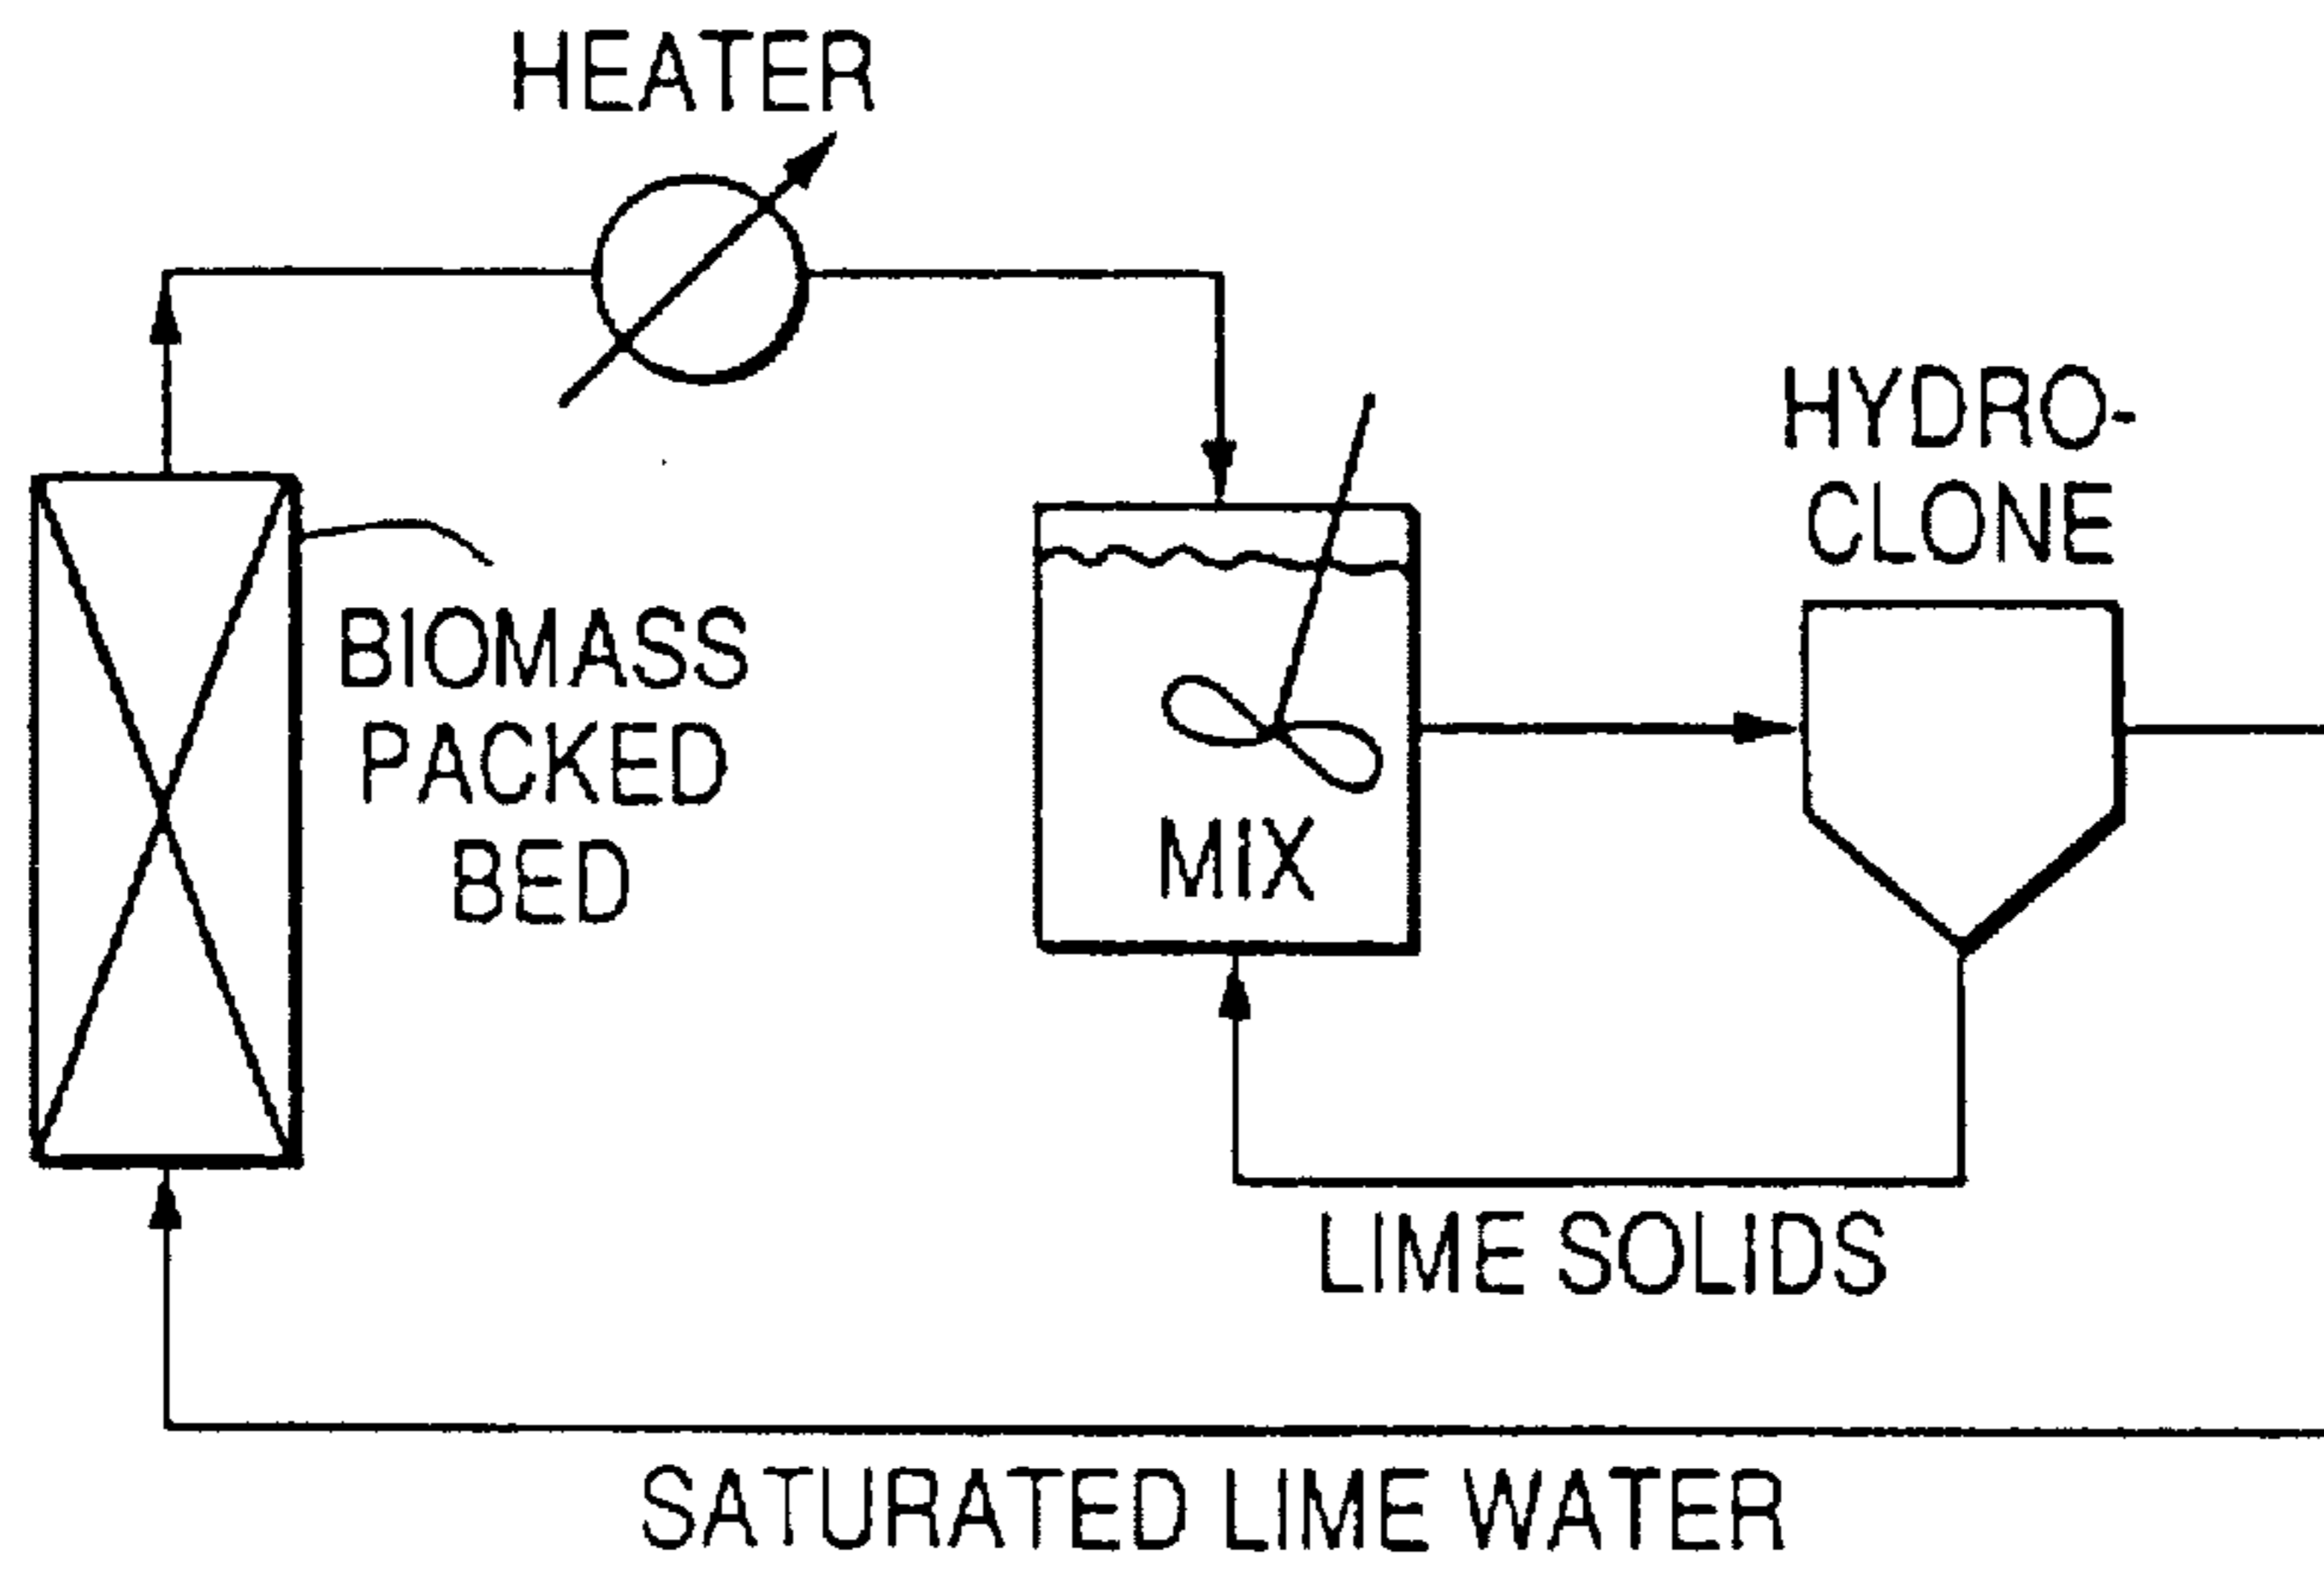 HEATER
HYDRO-
CLONE
BIOMASS
PACKED
BED
MIX
LIME SOLIDS
SATURATED LIME WATER